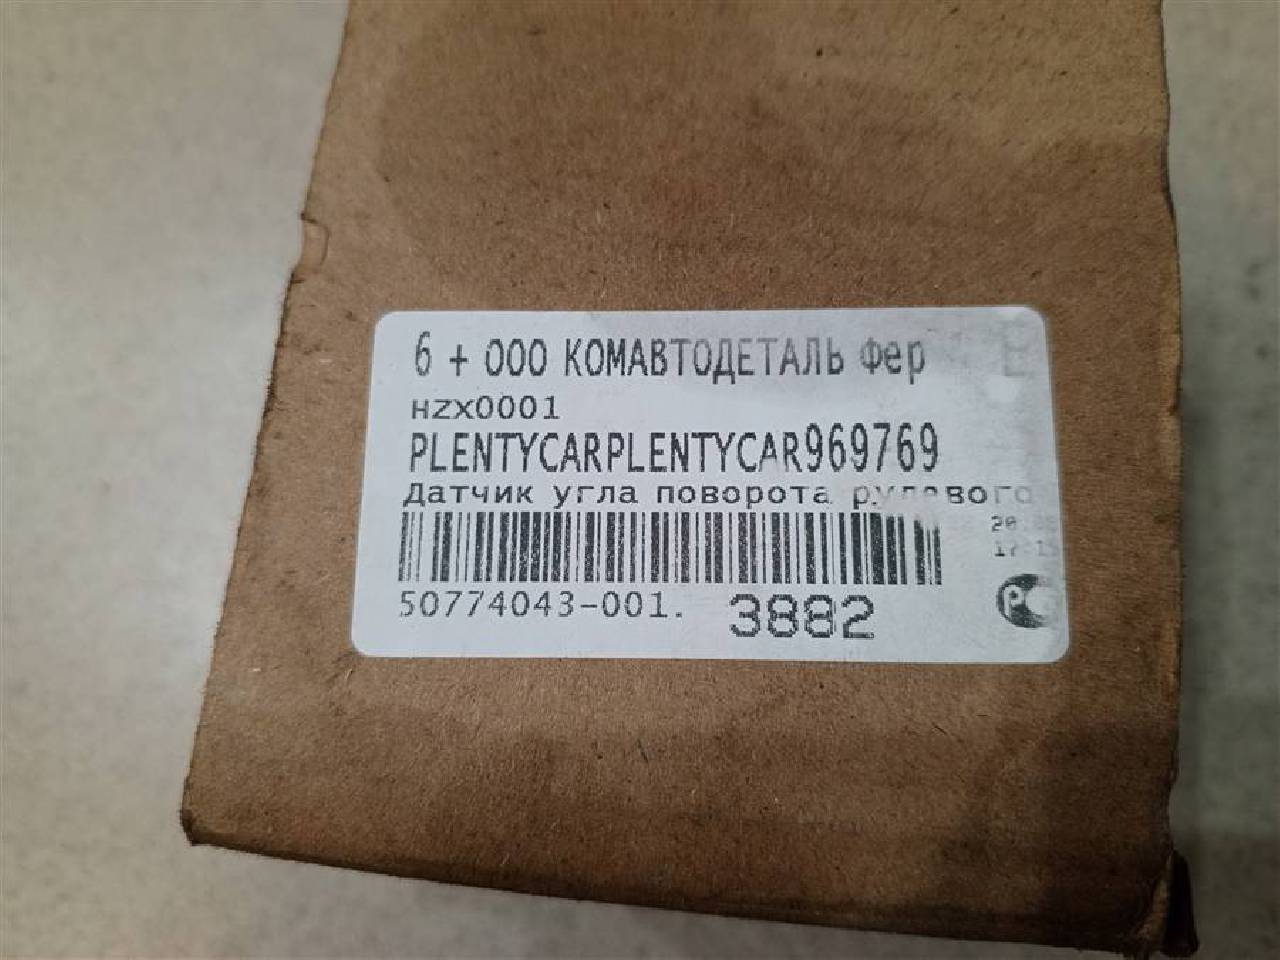 6 + ООО КОМАВТОДЕТАЛЬ Фер
HZX0001
PLENTYCARPLENTYCAR969769
Датчик угла поворота рулевого
50774043-001. 3882